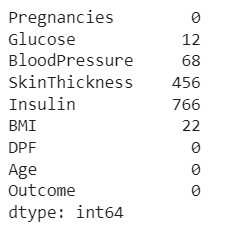 Pregnancies 0
Glucose 12
BloodPressure 68
SkinThickness 456
Insulin 766
BMI 22
DPF 0
Age 0
Outcome 0
dtype: int64